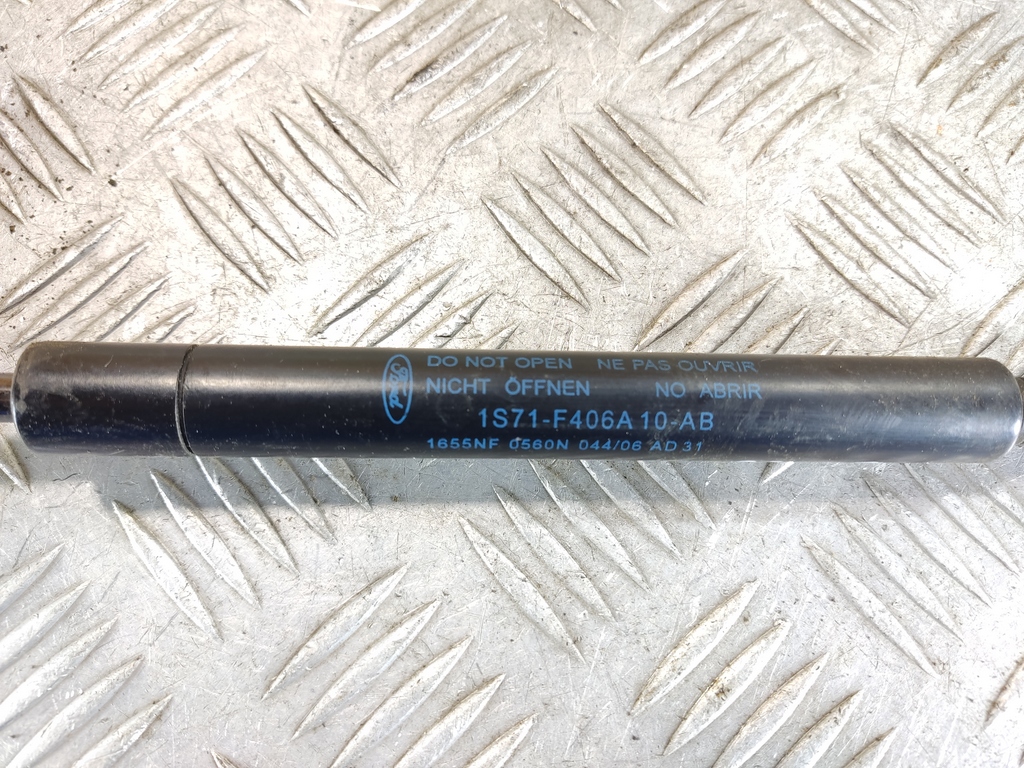 Ford
DO NOT OPEN NE PAS OUVRIR
NICHT ÖFFNEN NO ABRIR
1S71-F406A10-AB
1655NF 0560N 044/06 AD 31